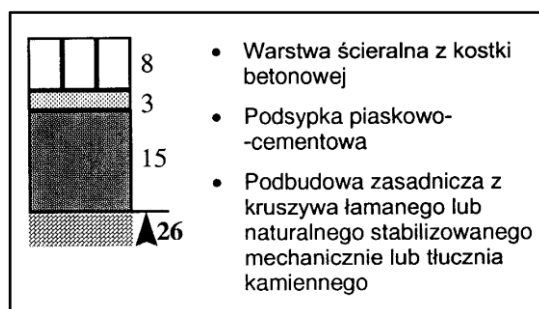 8
3
15
26
• Warstwa ścieralna z kostki
betonowej
• Podsypka piaskowo-
-cementowa
• Podbudowa zasadnicza z
kruszywa łamanego lub
naturalnego stabilizowanego
mechanicznie lub tłucznia
kamiennego